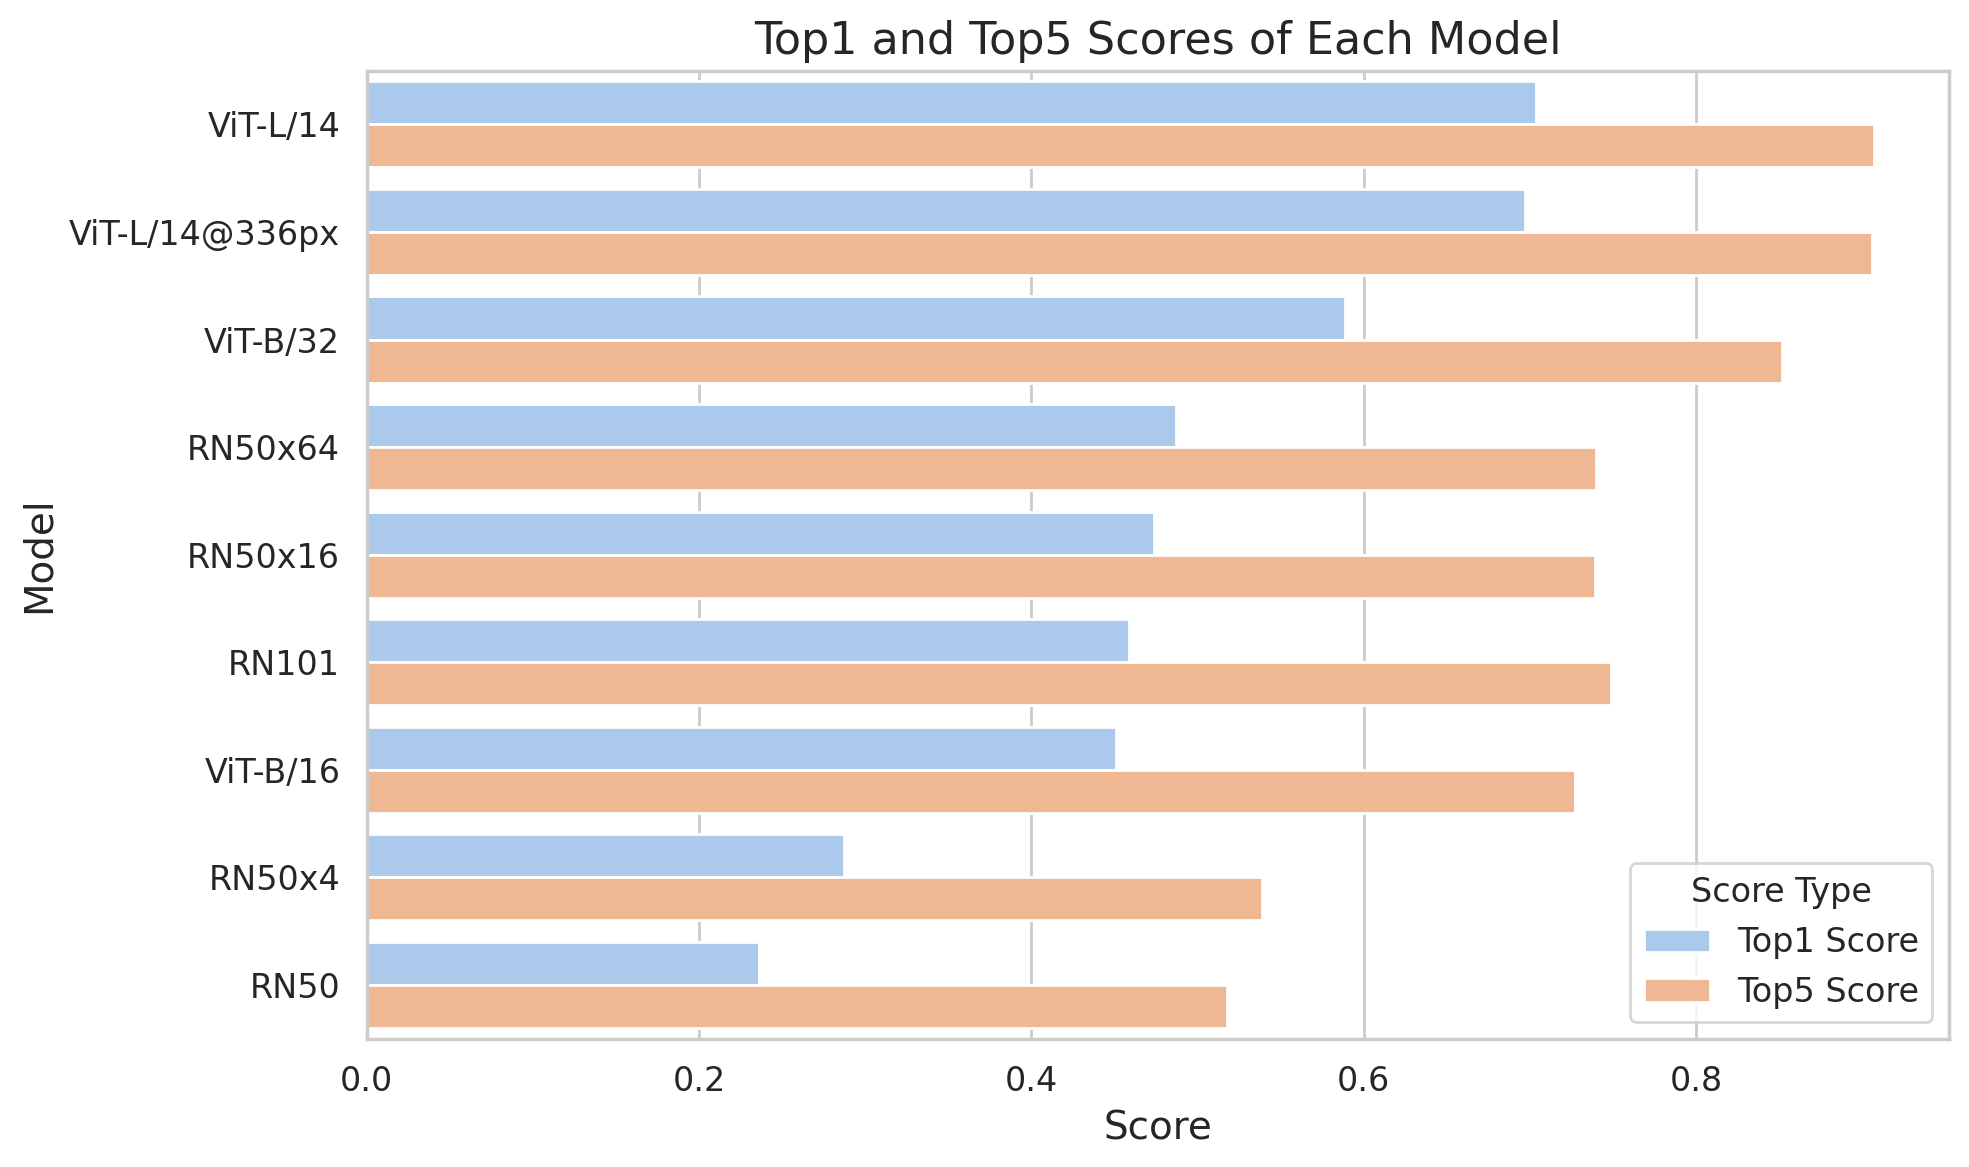 Top1 and Top5 Scores of Each Model
Model
ViT-L/14
ViT-L/14@336px
ViT-B/32
RN50x64
RN50x16
RN101
ViT-B/16
RN50x4
RN50
Score Type
Top1 Score
Top5 Score
0.0 0.2 0.4 0.6 0.8
Score